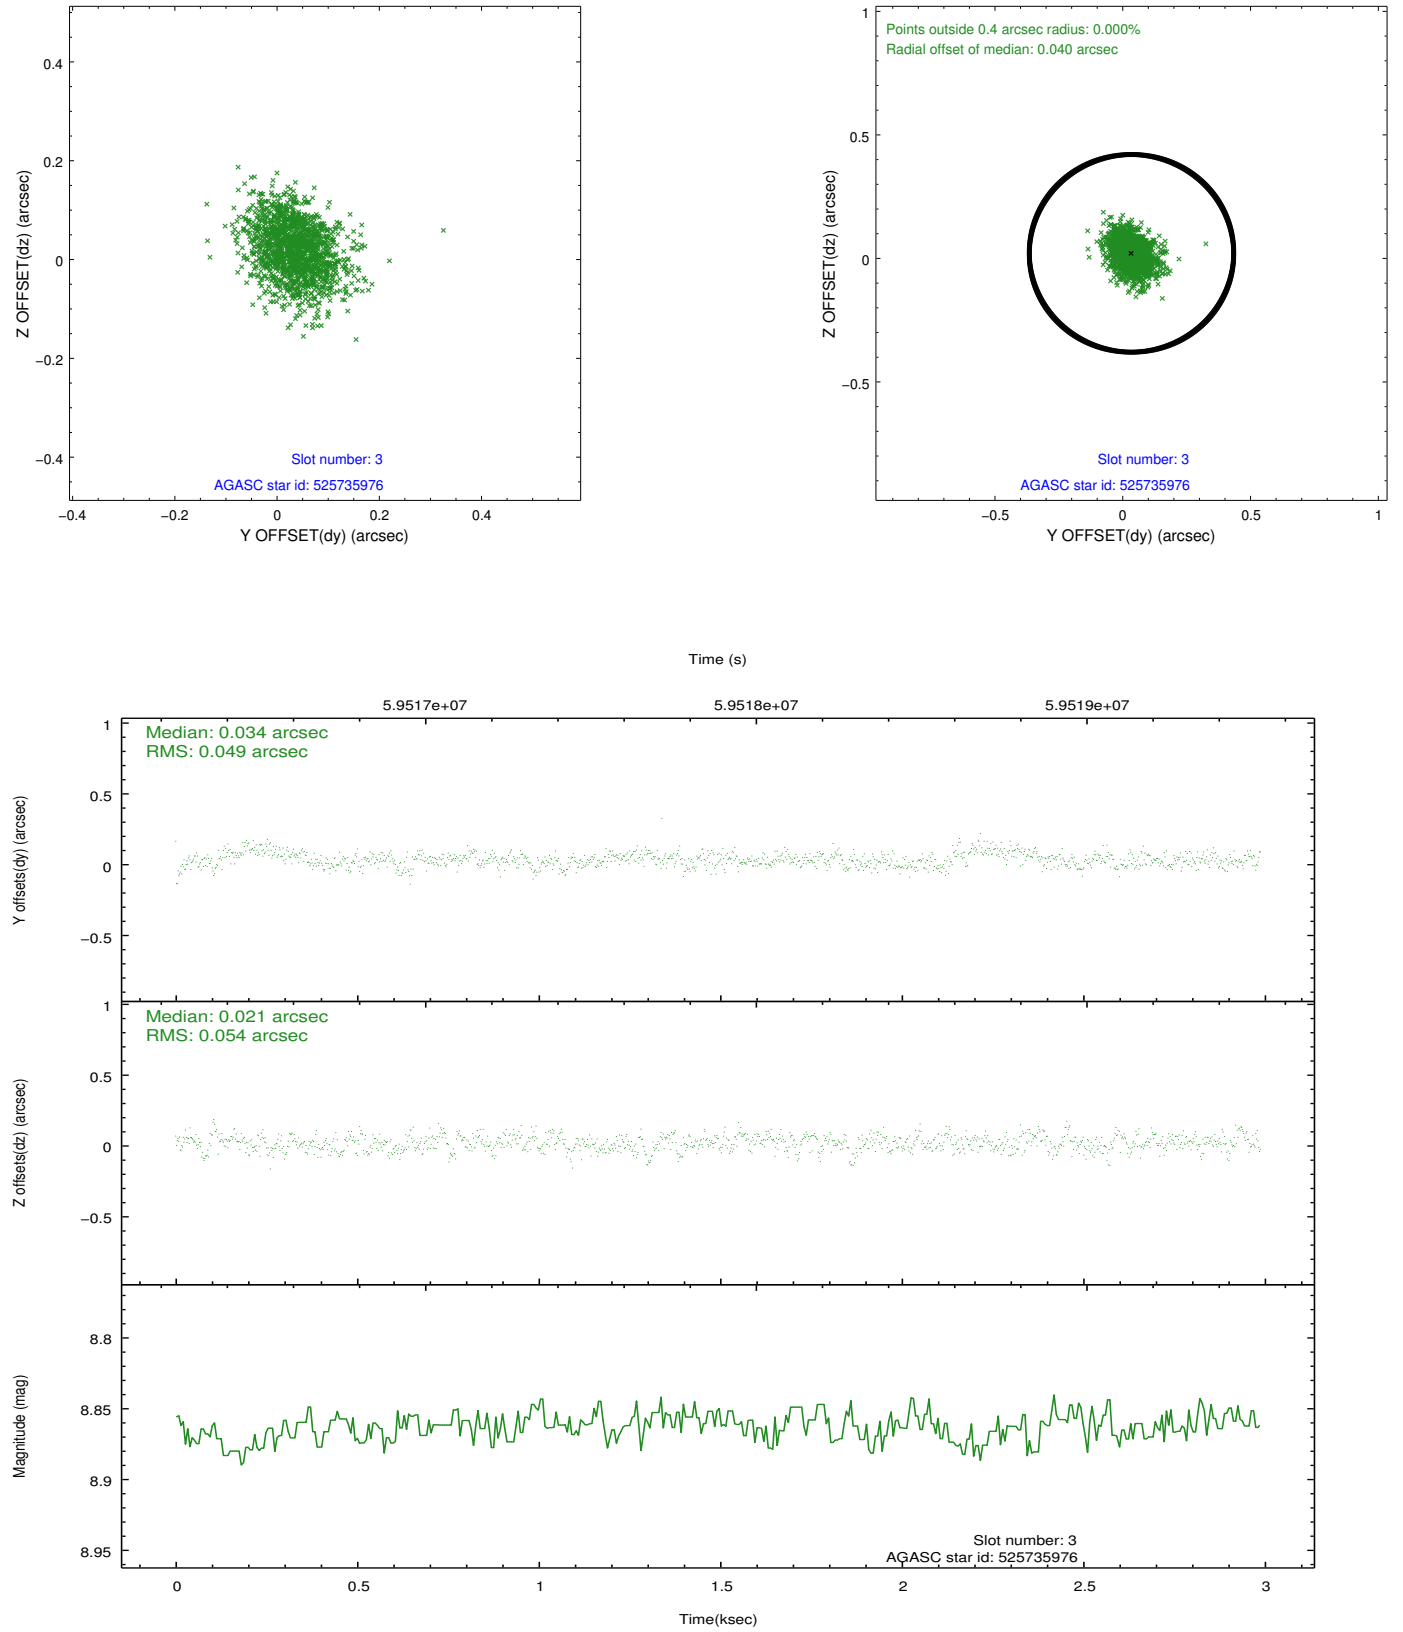 0.4
0.2
0
−0.2
−0.4
Z OFFSET(dz) (arcsec)
Slot number: 3
AGASC star id: 525735976
−0.4
−0.2
0
0.2
0.4
Y OFFSET(dy) (arcsec)
1
0.5
0
−0.5
Z OFFSET(dz) (arcsec)
Points outside 0.4 arcsec radius: 0.000%
Radial offset of median: 0.040 arcsec
Slot number: 3
AGASC star id: 525735976
−0.5
0
0.5
1
Y OFFSET(dy) (arcsec)
Time (s)
5.9517e+07
5.9518e+07
5.9519e+07
Median: 0.034 arcsec
RMS: 0.049 arcsec
1
0.5
0
−0.5
Y offsets(dy) (arcsec)
Median: 0.021 arcsec
RMS: 0.054 arcsec
1
0.5
0
−0.5
Z offsets(dz) (arcsec)
8.8
8.85
8.9
8.95
Magnitude (mag)
Slot number: 3
AGASC star id: 525735976
0
0.5
1
1.5
2
2.5
3
Time(ksec)